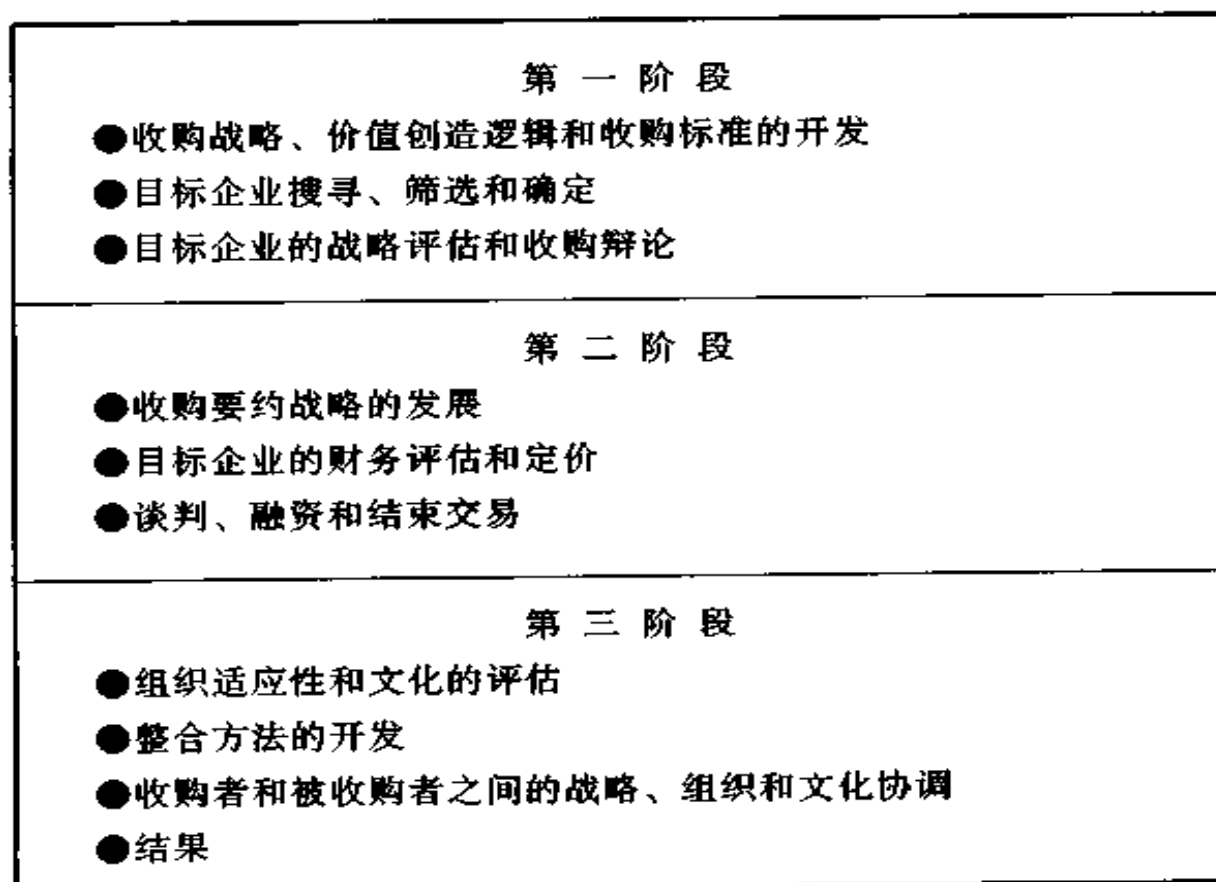 第一阶段
●收购战略、价值创造逻辑和收购标准的开发
●目标企业搜寻、筛选和确定
●目标企业的战略评估和收购辩论
第二阶段
●收购要约战略的发展
●目标企业的财务评估和定价
●谈判、融资和结束交易
第三阶段
●组织适应性和文化的评估
●整合方法的开发
●收购者和被收购者之间的战略、组织和文化协调
●结果